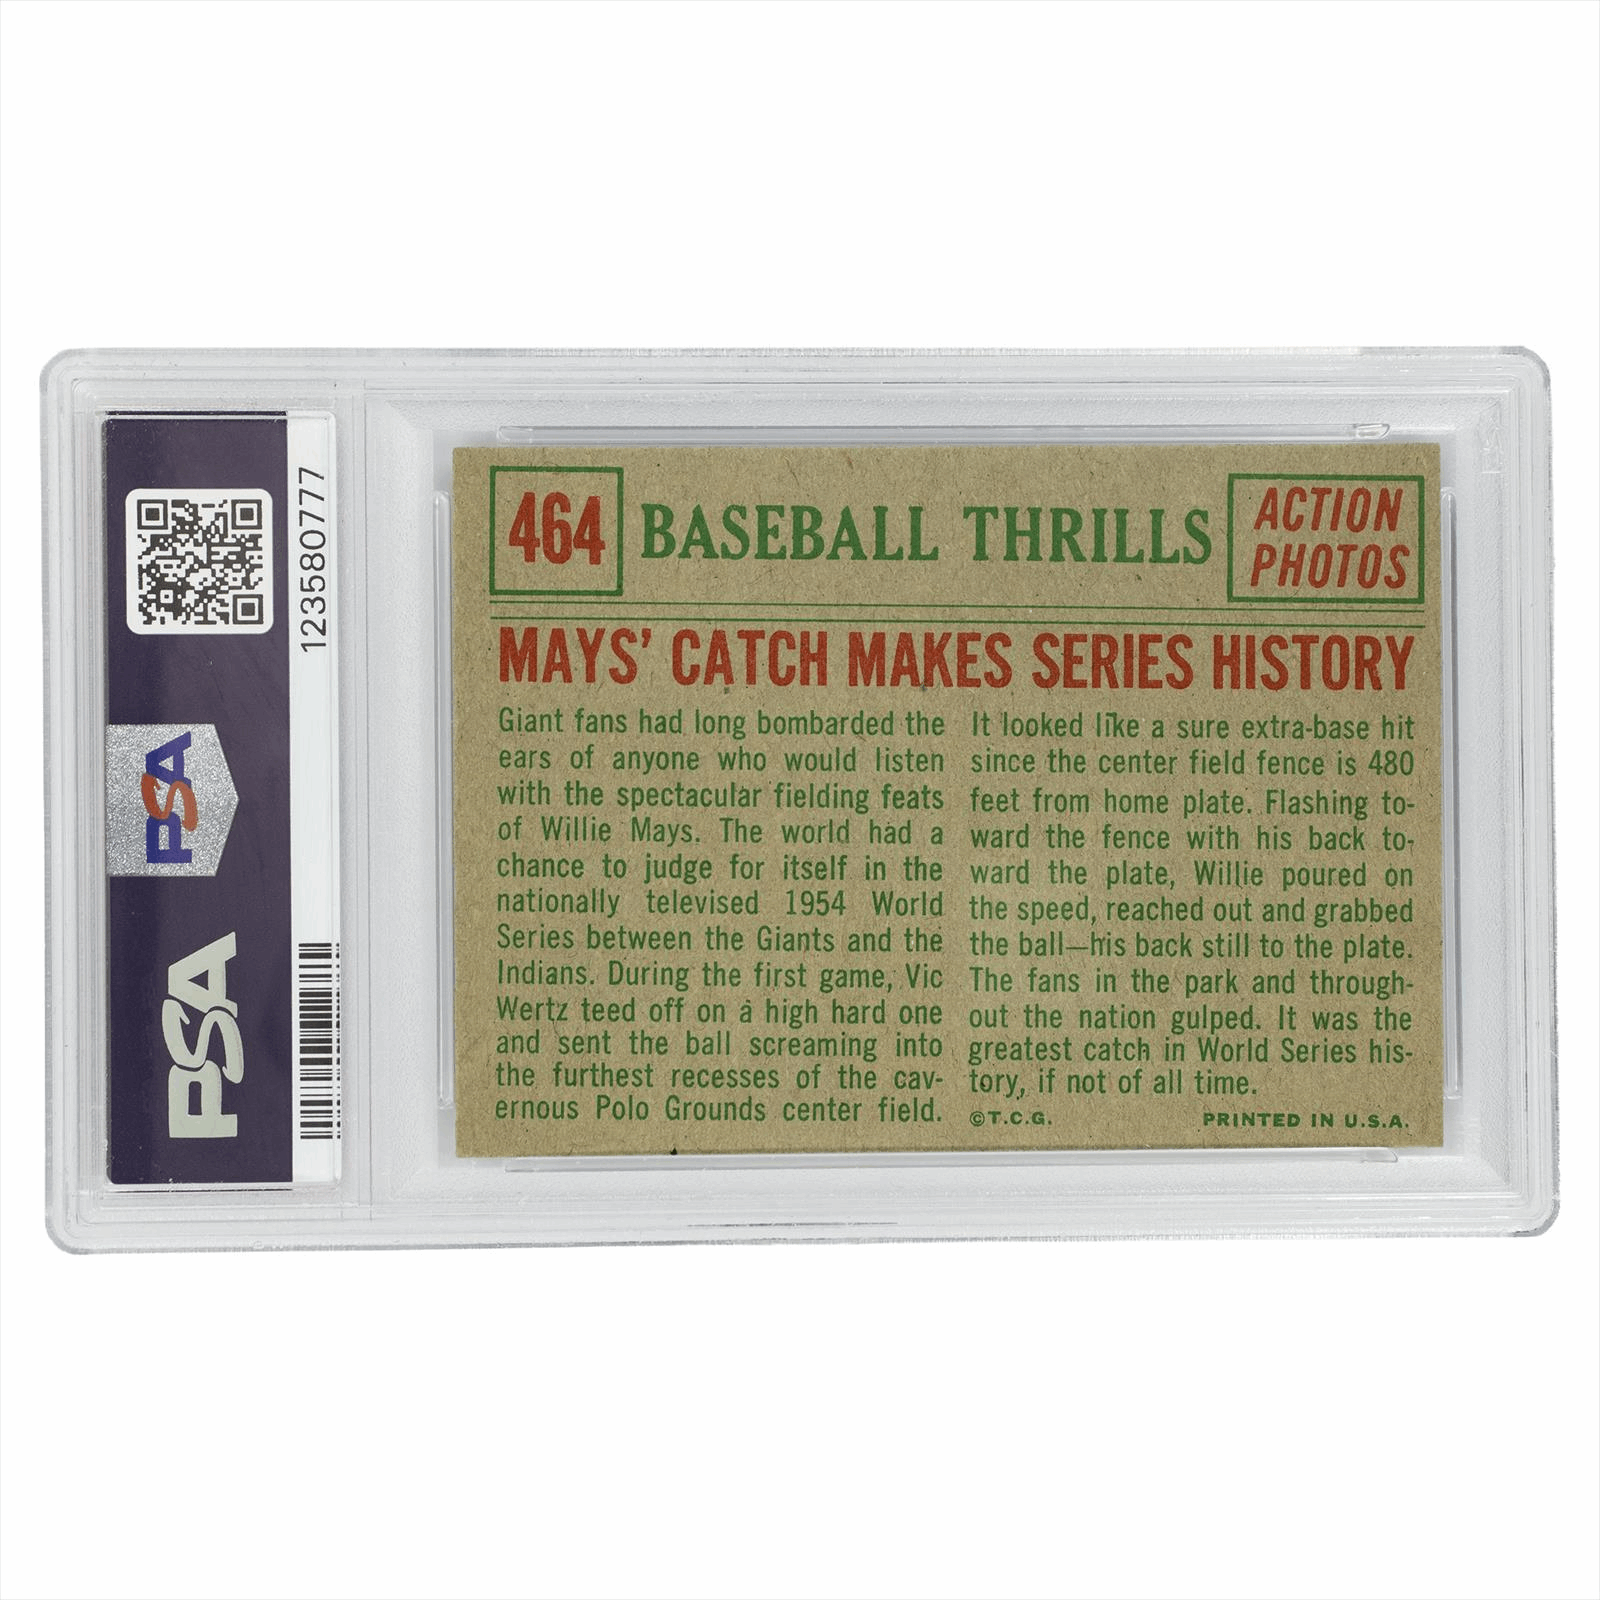 123580777
PSA
PSA
464
BASEBALL THRILLS
ACTION
PHOTOS
MAYS' CATCH MAKES SERIES HISTORY
Giant fans had long bombarded the
ears of anyone who would listen
with the spectacular fielding feats
of Willie Mays. The world had a
chance to judge for itself in the
nationally televised 1954 World
Series between the Giants and the
Indians. During the first game, Vic
Wertz teed off on a high hard one
and sent the ball screaming into
the furthest recesses of the cav-
ernous Polo Grounds center field.
It looked like a sure extra-base hit
since the center field fence is 480
feet from home plate. Flashing to-
ward the fence with his back to-
ward the plate, Willie poured on
the speed, reached out and grabbed
the ball—his back still to the plate.
The fans in the park and through-
out the nation gulped. It was the
greatest catch in World Series his-
tory, if not of all time.
©T.C.G.
PRINTED IN U.S.A.